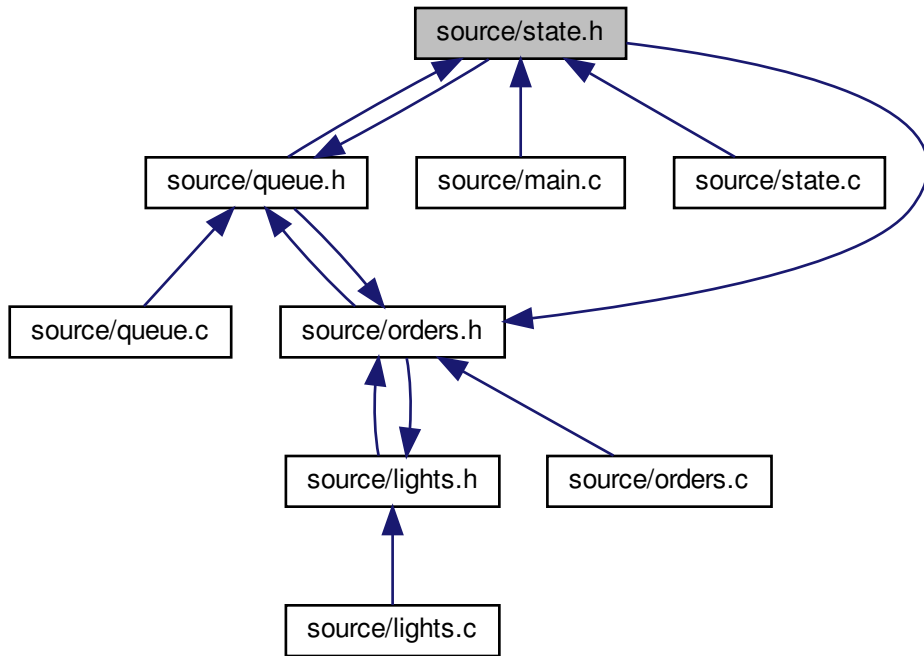 source/state.h
source/queue.h
source/main.c
source/state.c
source/queue.c
source/orders.h
source/lights.h
source/orders.c
source/lights.c